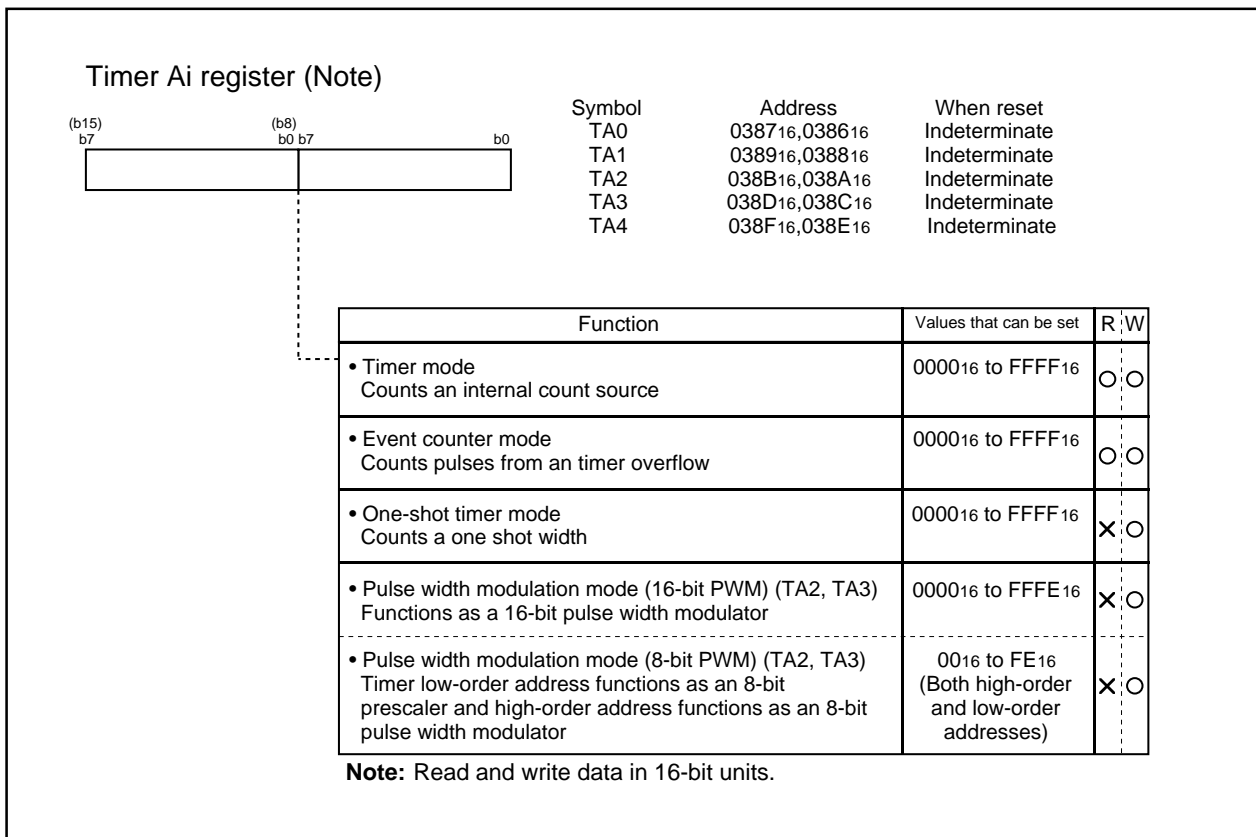 Timer Ai register (Note)
Symbol Address When reset
TA0 038716,038616 Indeterminate
TA1 038916,038816 Indeterminate
TA2 038B16,038A16 Indeterminate
TA3 038D16,038C16 Indeterminate
TA4 038F16,038E16 Indeterminate
(b15) (b8)
b7 b0 b7 b0
Function Values that can be set R W
• Timer mode 000016 to FFFF16
Counts an internal count source
• Event counter mode 000016 to FFFF16
Counts pulses from an timer overflow
• One-shot timer mode 000016 to FFFF16
Counts a one shot width
• Pulse width modulation mode (16-bit PWM) (TA2, TA3) 000016 to FFFE16
Functions as a 16-bit pulse width modulator
• Pulse width modulation mode (8-bit PWM) (TA2, TA3) 0016 to FE16
Timer low-order address functions as an 8-bit (Both high-order
prescaler and high-order address functions as an 8-bit and low-order
pulse width modulator addresses)
Note: Read and write data in 16-bit units.